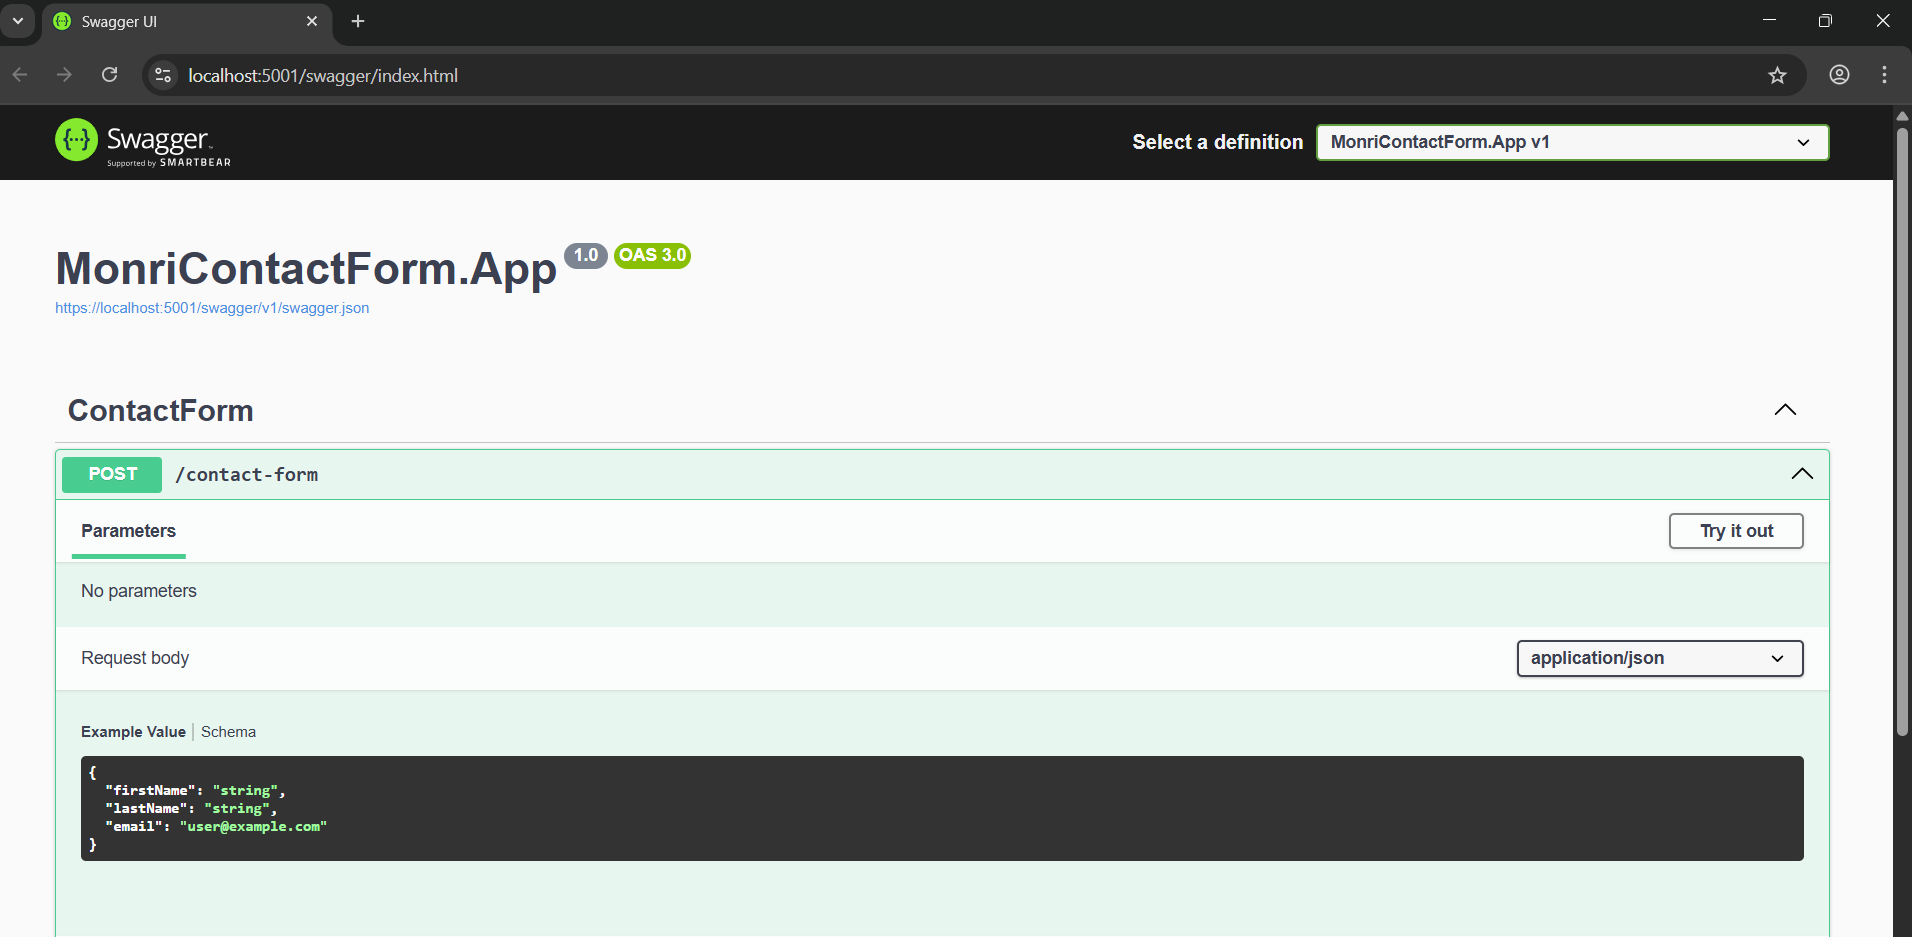 Swagger UI
localhost:5001/swagger/index.html
Swagger
Supported by SMARTBEAR
Select a definition
MonriContactForm.App v1
MonriContactForm.App 1.0 OAS 3.0
https://localhost:5001/swagger/v1/swagger.json
ContactForm
POST /contact-form
Parameters
Try it out
No parameters
Request body
application/json
Example Value | Schema
{
"firstName": "string",
"lastName": "string",
"email": "user@example.com"
}